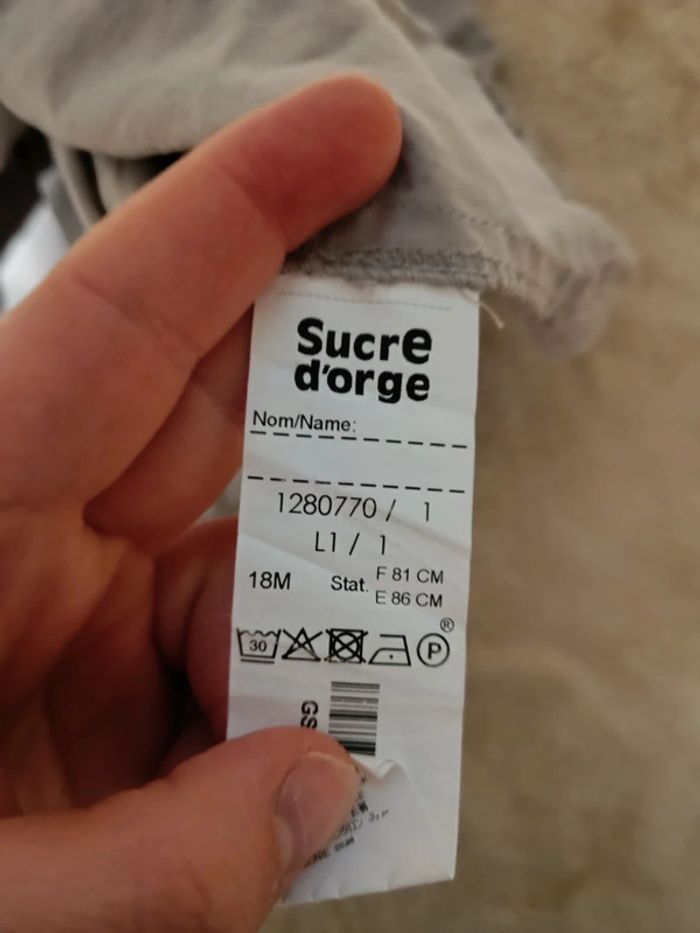 Sucre
d'orge
Nom/Name:
1280770 / 1
L1 / 1
18M Stat. F 81 CM
E 86 CM
®
30 P
GS